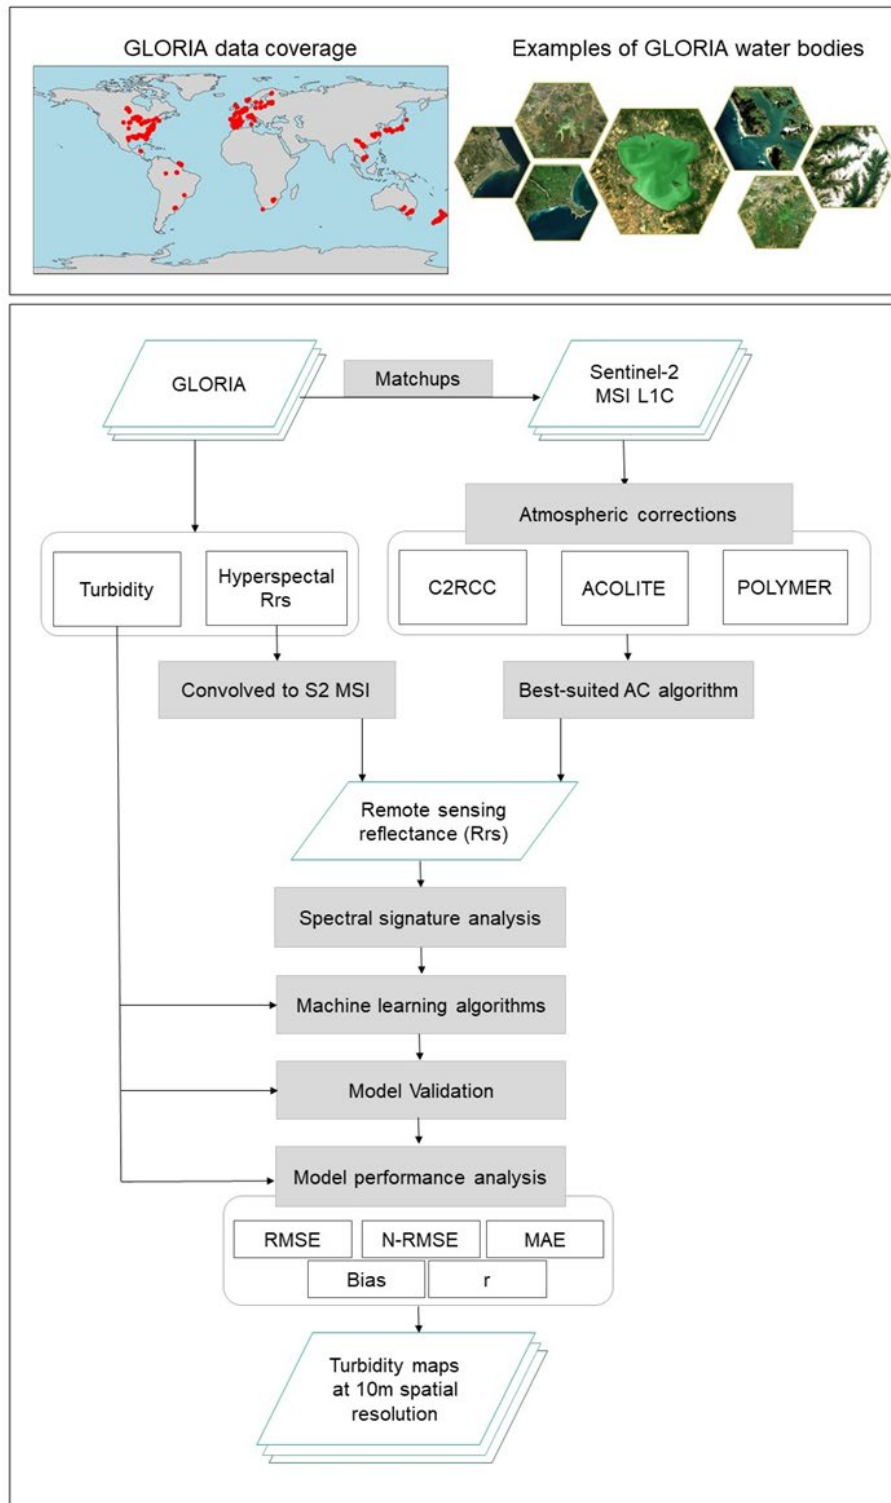 GLORIA data coverage
Examples of GLORIA water bodies
GLORIA
Matchups
Sentinel-2
MSI L1C
Atmospheric corrections
Turbidity
Hyperspectal
Rrs
C2RCC
ACOLITE
POLYMER
Convolved to S2 MSI
Best-suited AC algorithm
Remote sensing
reflectance (Rrs)
Spectral signature analysis
Machine learning algorithms
Model Validation
Model performance analysis
RMSE
N-RMSE
MAE
Bias
r
Turbidity maps
at 10m spatial
resolution